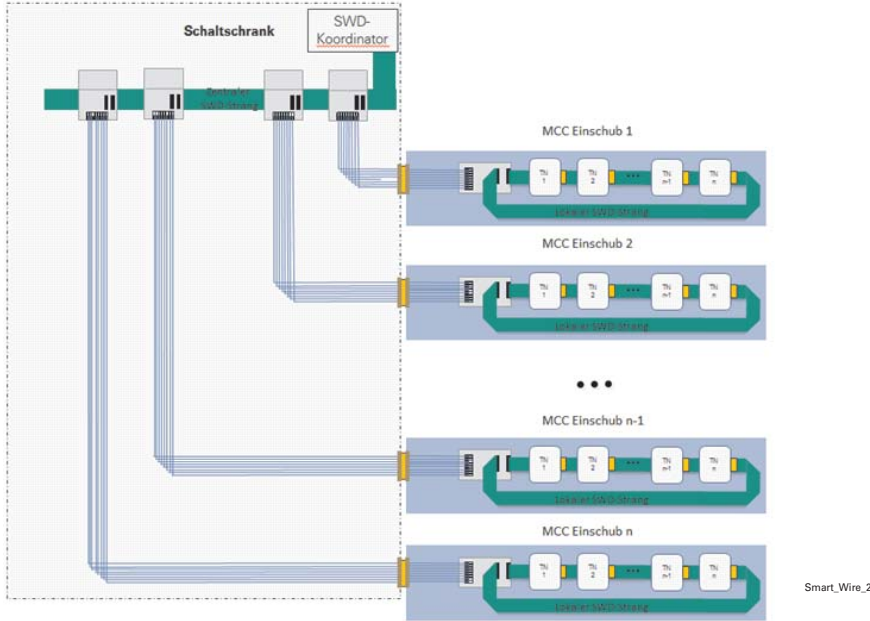 Schaltschrank
SWD-
Koordinator
Zentraler
SWD-Strang
MCC Einschub 1
TN
1
TN
2
...
TN
n-1
TN
n
Lokaler SWD-Strang
MCC Einschub 2
TN
1
TN
2
...
TN
n-1
TN
n
Lokaler SWD-Strang
...
MCC Einschub n-1
TN
1
TN
2
...
TN
n-1
TN
n
Lokaler SWD-Strang
MCC Einschub n
TN
1
TN
2
...
TN
n-1
TN
n
Lokaler SWD-Strang
Smart_Wire_2